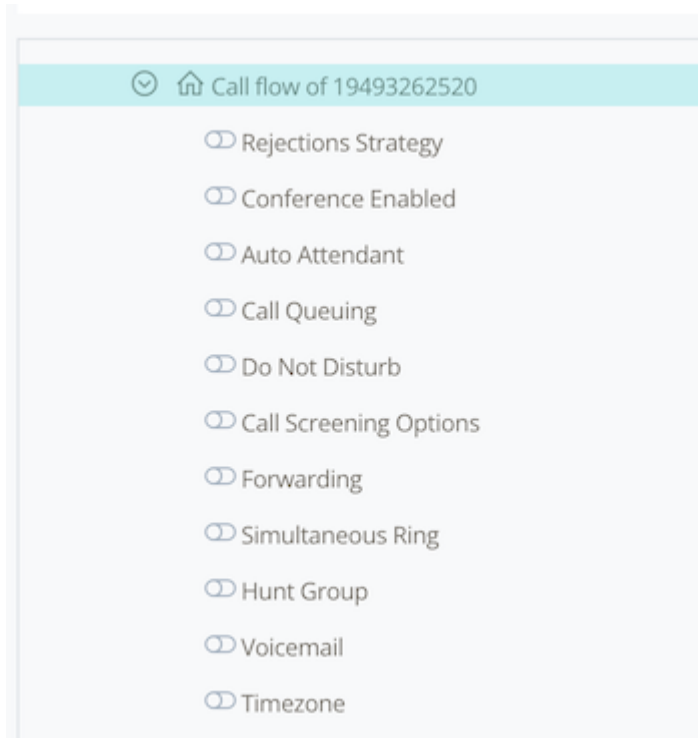 Call flow of 19493262520
Rejections Strategy
Conference Enabled
Auto Attendant
Call Queuing
Do Not Disturb
Call Screening Options
Forwarding
Simultaneous Ring
Hunt Group
Voicemail
Timezone